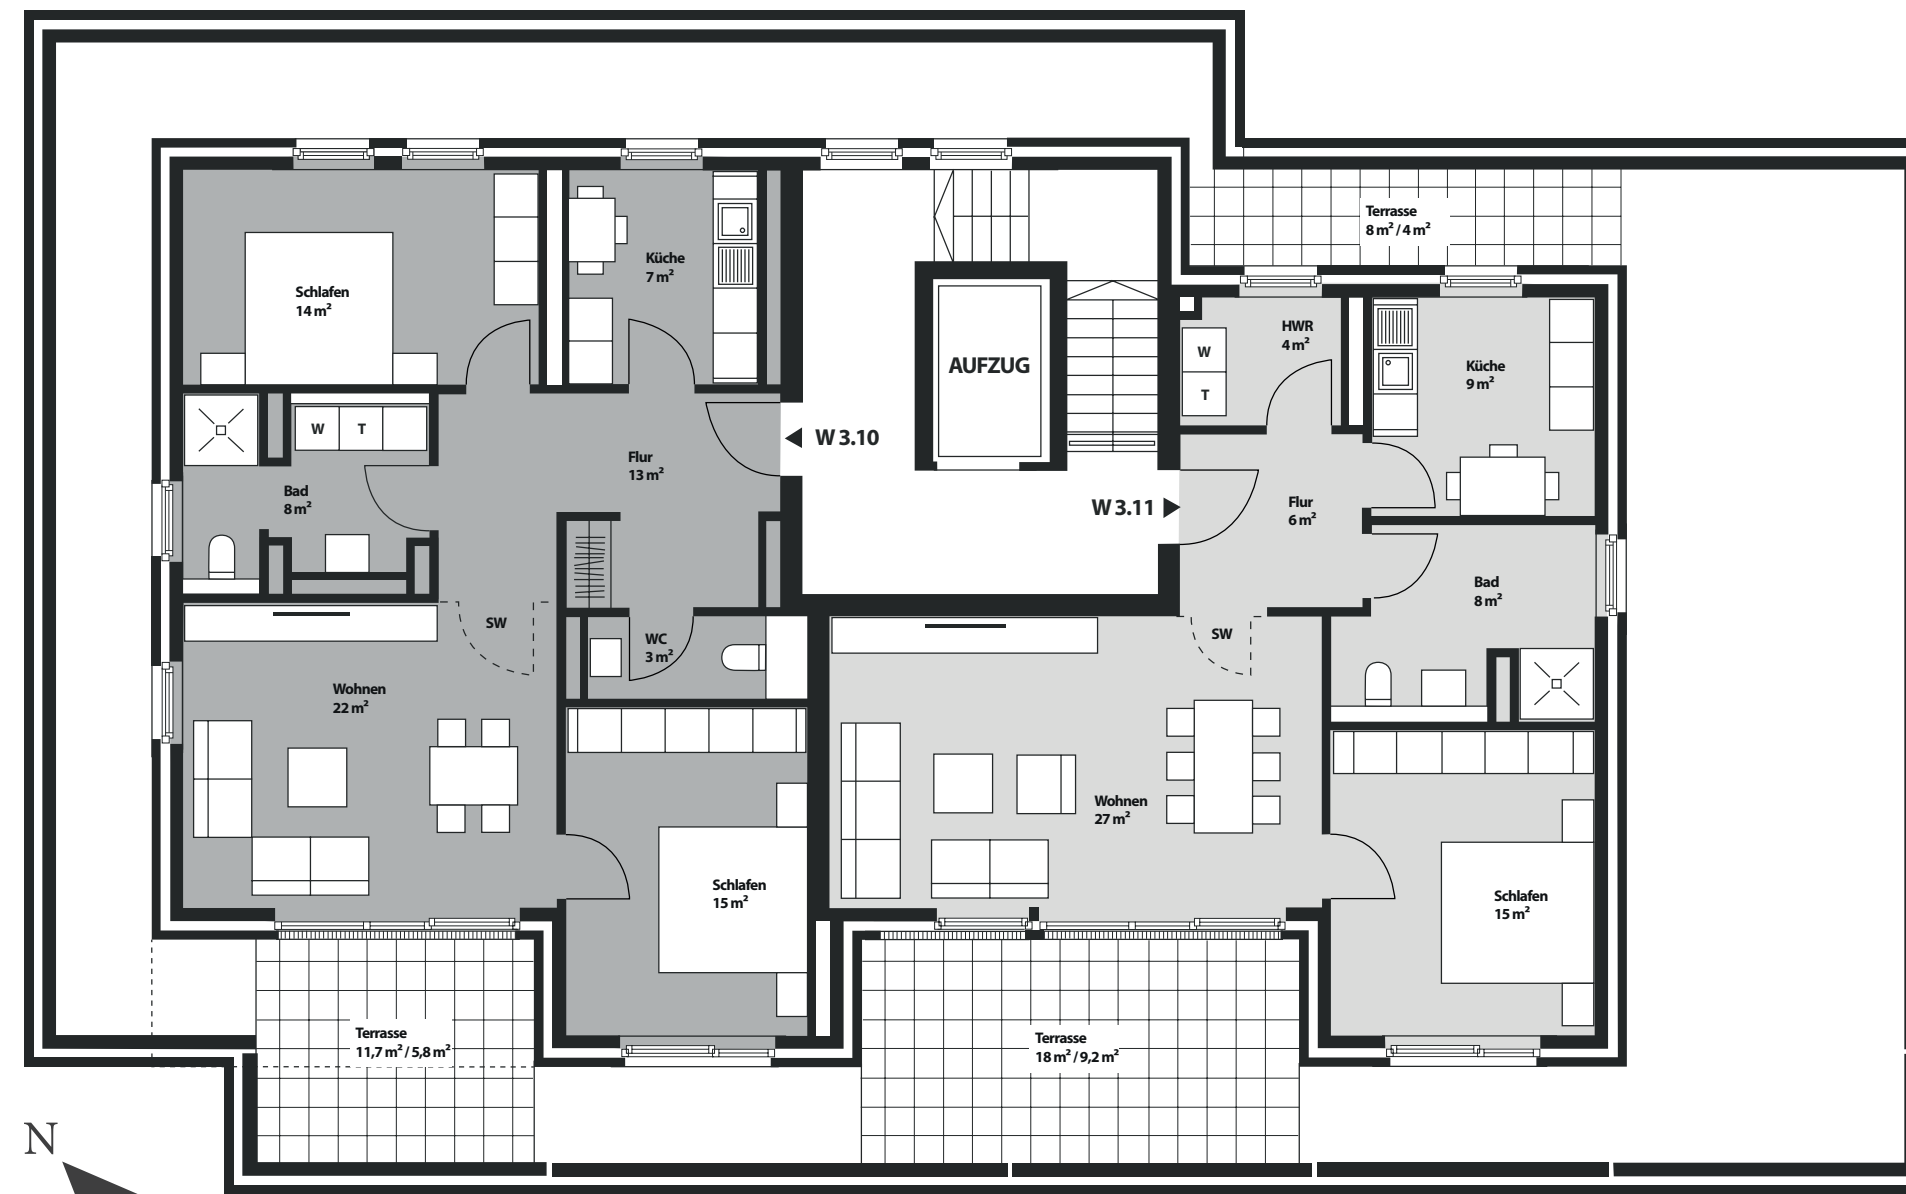 Terrasse
8 m² / 4 m²
Küche
7 m²
Schlafen
14 m²
HWR
4 m²
W
T
AUFZUG
Küche
9 m²
W
T
W 3.10
Flur
13 m²
Bad
8 m²
W 3.11
Flur
6 m²
Bad
8 m²
SW
WC
3 m²
SW
Wohnen
22 m²
Wohnen
27 m²
Schlafen
15 m²
Schlafen
15 m²
Terrasse
11,7 m² / 5,8 m²
Terrasse
18 m² / 9,2 m²
N